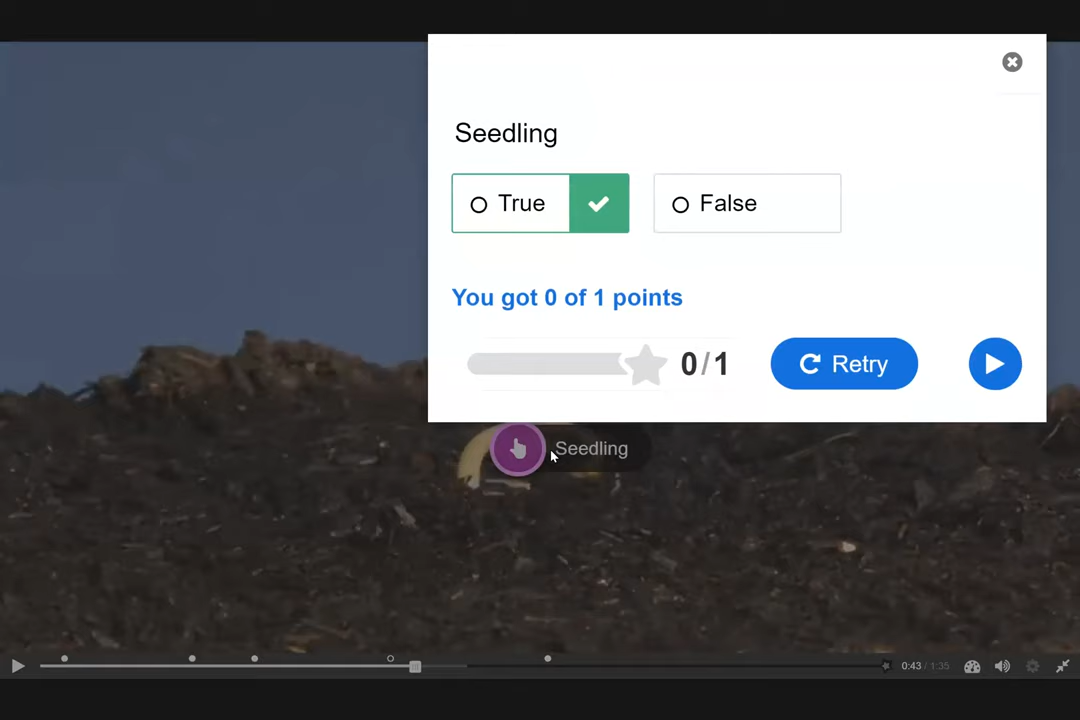 Seedling
True
False
You got 0 of 1 points
0/1
Retry
Seedling
0:43 / 1:35